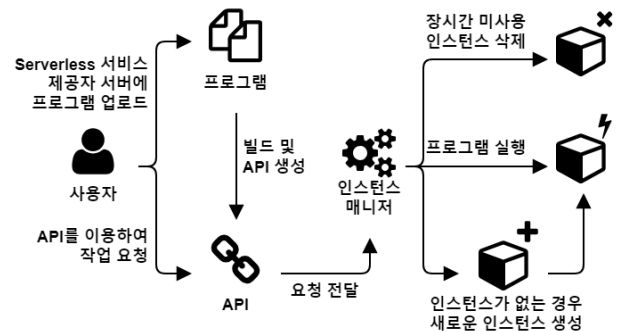 Serverless 서비스
제공자 서버에
프로그램 업로드
프로그램
장시간 미사용
인스턴스 삭제
사용자
빌드 및
API 생성
인스턴스
매니저
프로그램 실행
API를 이용하여
작업 요청
API
요청 전달
인스턴스가 없는 경우
새로운 인스턴스 생성